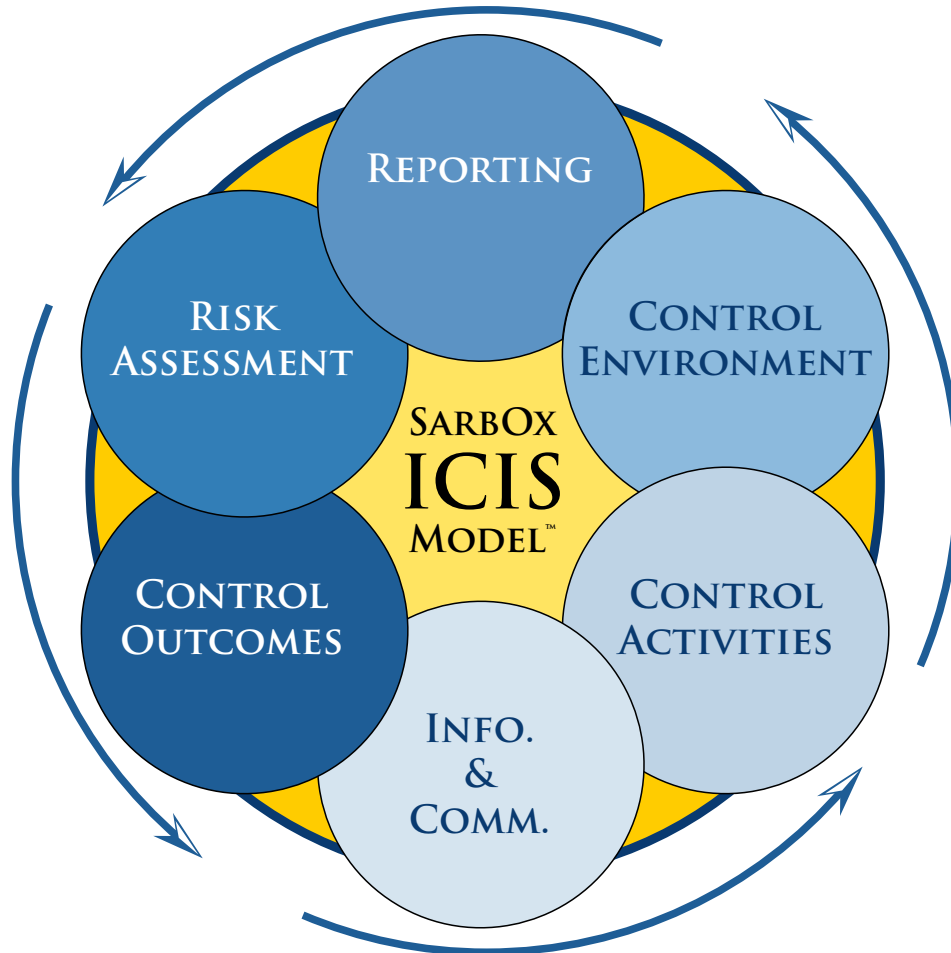 REPORTING
RISK
ASSESSMENT
CONTROL
ENVIRONMENT
SARBOX
ICIS
MODEL™
CONTROL
OUTCOMES
CONTROL
ACTIVITIES
INFO.
&
COMM.